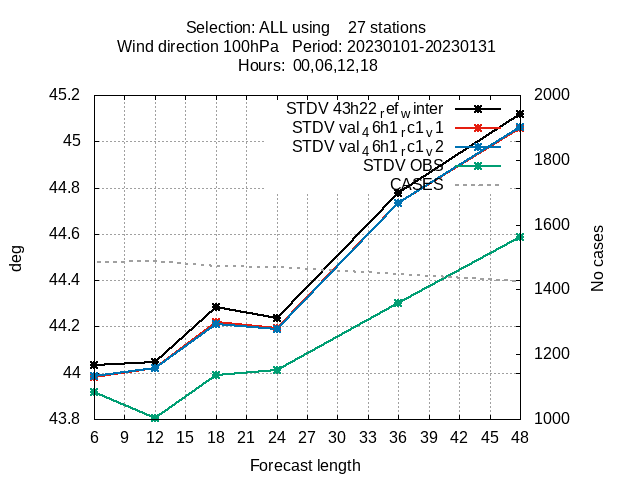 Selection: ALL using    27 stations
Wind direction 100hPa   Period: 20230101-20230131
Hours:  00,06,12,18
45.2
45
44.8
44.6
44.4
44.2
44
43.8
2000
1800
1600
1400
1200
1000
deg
No cases
STDV 43h22refwinter
STDV val46h1rc1v1
STDV val46h1rc1v2
STDV OBS
CASES
6 9 12 15 18 21 24 27 30 33 36 39 42 45 48
Forecast length